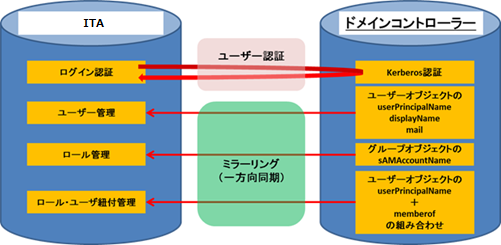 ITA
ドメインコントローラー
ユーザー認証
ログイン認証
Kerberos認証
ユーザー管理
ユーザーオブジェクトの
userPrincipalName
displayName
mail
ミラーリング
（一方向同期）
ロール管理
グループオブジェクトの
sAMAccountName
ロール・ユーザ紐付管理
ユーザーオブジェクトの
userPrincipalName
＋
memberof
の組み合わせ